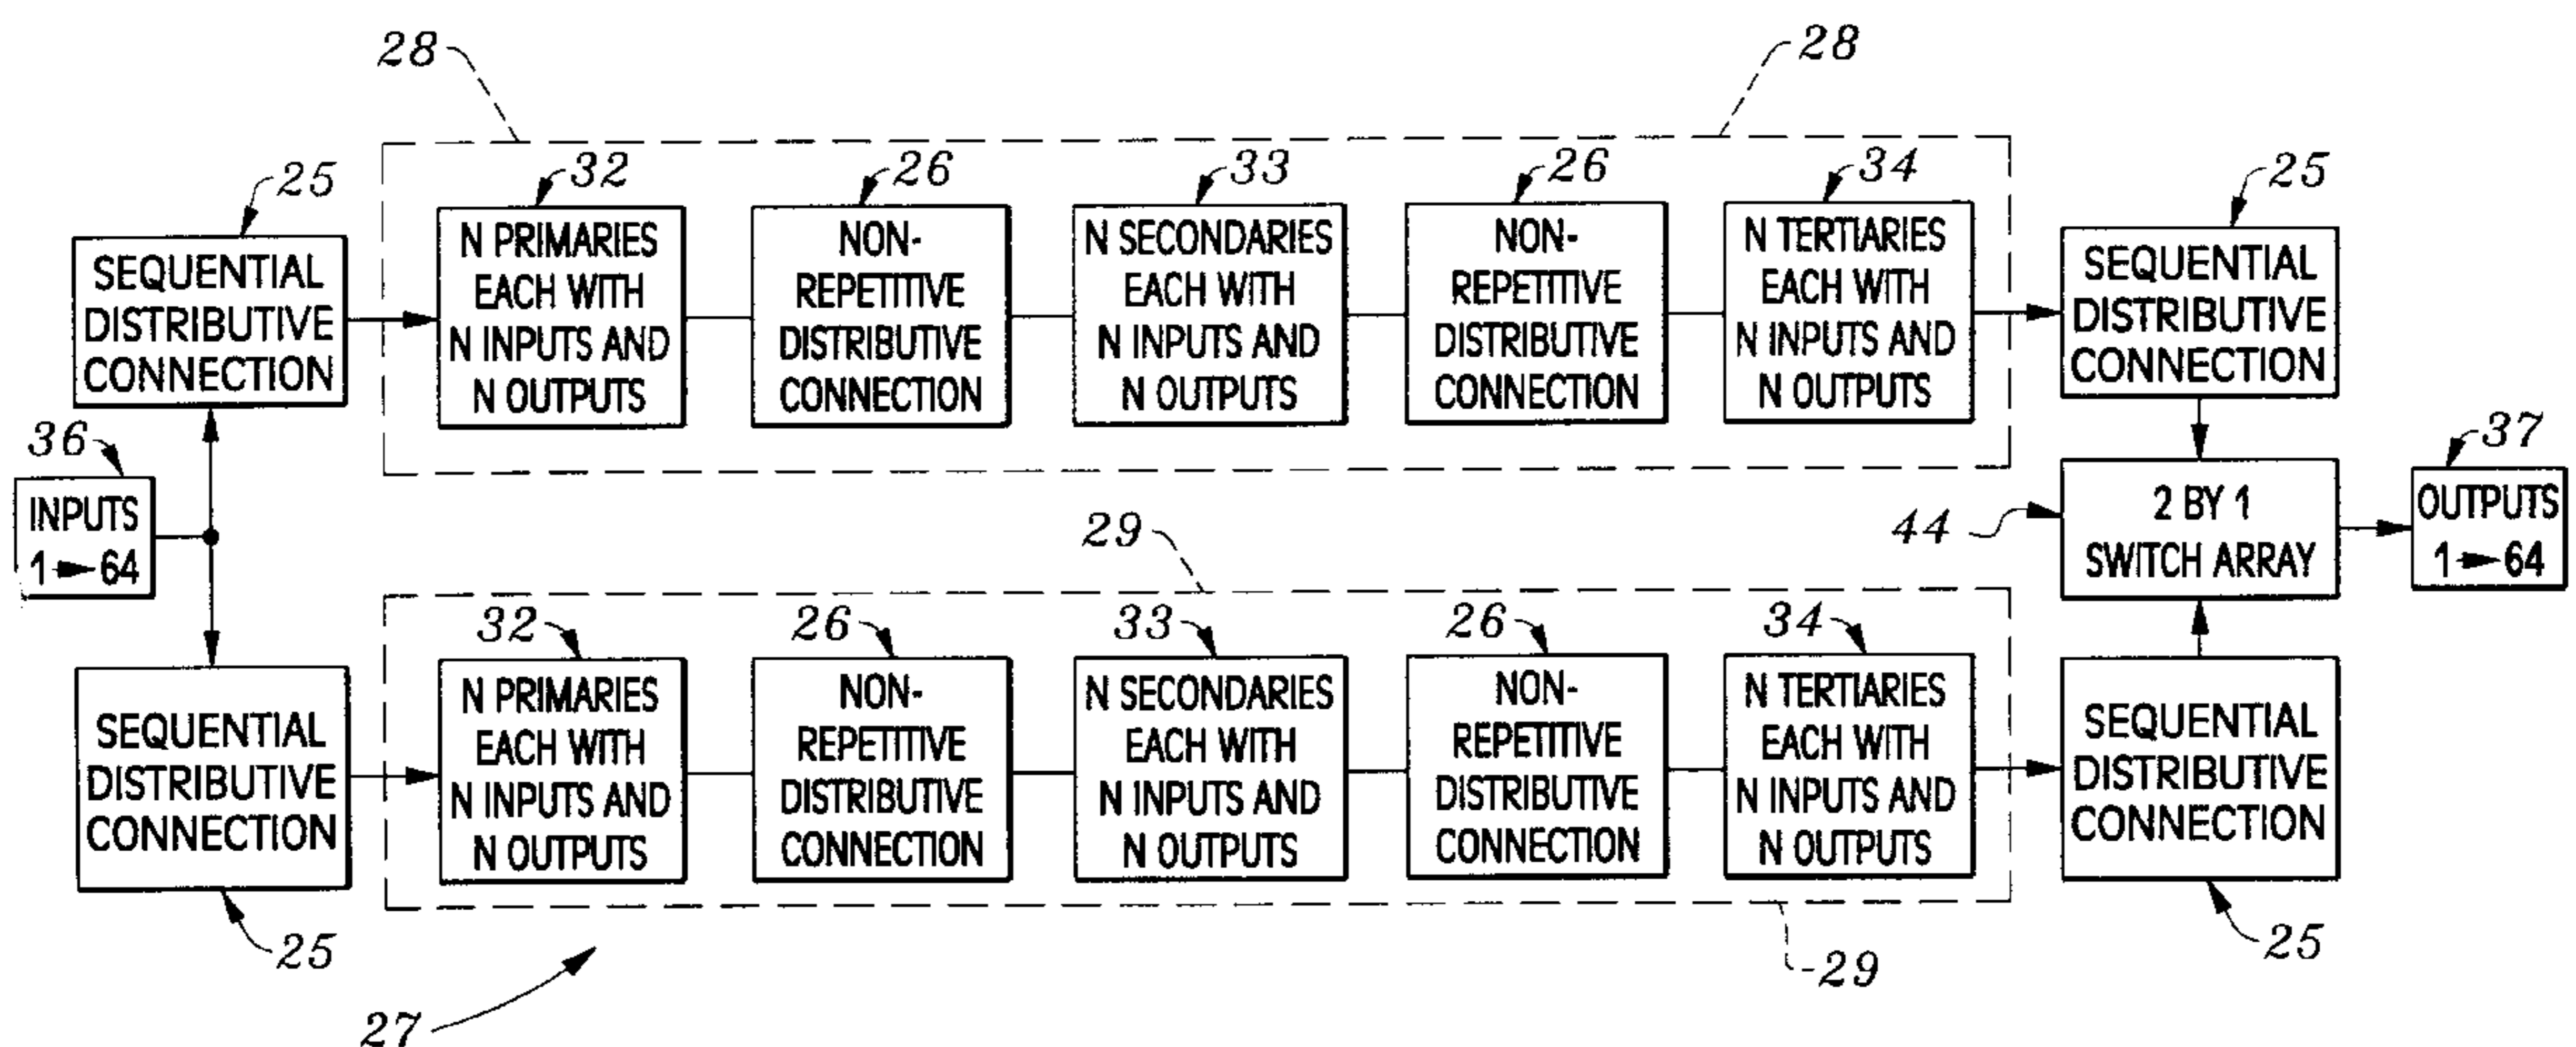 28
28
32
26
33
26
34
25
25
SEQUENTIAL
DISTRIBUTIVE
CONNECTION
N PRIMARIES
EACH WITH
N INPUTS AND
N OUTPUTS
NON-
REPETITIVE
DISTRIBUTIVE
CONNECTION
N SECONDARIES
EACH WITH
N INPUTS AND
N OUTPUTS
NON-
REPETITIVE
DISTRIBUTIVE
CONNECTION
N TERTIARIES
EACH WITH
N INPUTS AND
N OUTPUTS
SEQUENTIAL
DISTRIBUTIVE
CONNECTION
36
INPUTS
1→64
29
44
2 BY 1
SWITCH ARRAY
37
OUTPUTS
1→64
32
26
33
26
34
SEQUENTIAL
DISTRIBUTIVE
CONNECTION
N PRIMARIES
EACH WITH
N INPUTS AND
N OUTPUTS
NON-
REPETITIVE
DISTRIBUTIVE
CONNECTION
N SECONDARIES
EACH WITH
N INPUTS AND
N OUTPUTS
NON-
REPETITIVE
DISTRIBUTIVE
CONNECTION
N TERTIARIES
EACH WITH
N INPUTS AND
N OUTPUTS
SEQUENTIAL
DISTRIBUTIVE
CONNECTION
25
25
29
27